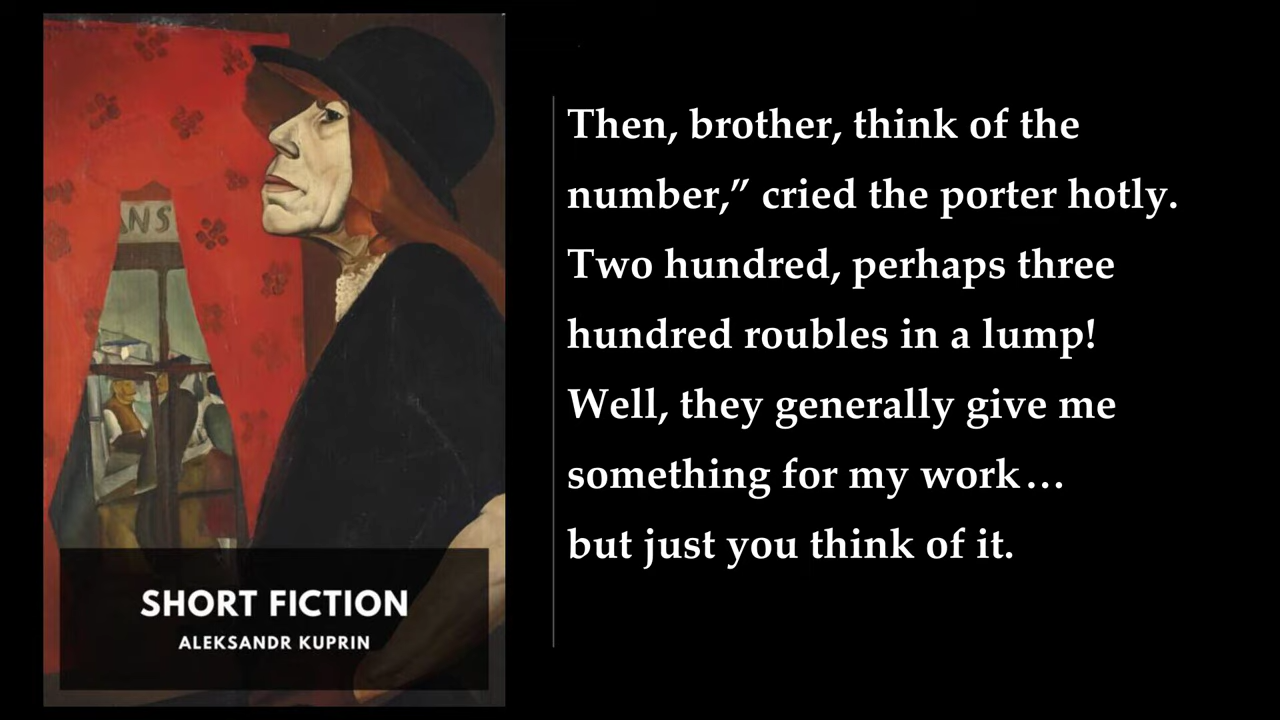 ANS
SHORT FICTION
ALEKSANDR KUPRIN
Then, brother, think of the
number,” cried the porter hotly.
Two hundred, perhaps three
hundred roubles in a lump!
Well, they generally give me
something for my work…
but just you think of it.